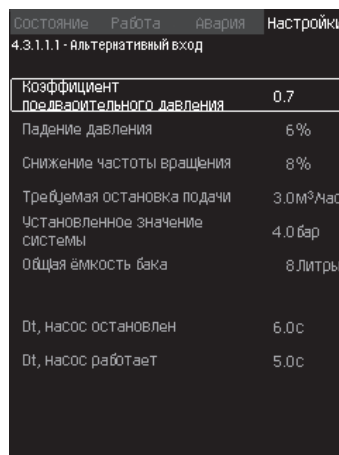 Состояние Работа Авария Настройки
4.3.1.1.1 - Альтернативный вход
Коэффициент
предварительного давления 0.7
Падение давления 6%
Снижение частоты вращения 8%
Требуемая остановка подачи 3.0м³/час
Установленное значение
системы 4.0бар
Общая ёмкость бака 8Литры
Dt, насос остановлен 6.0с
Dt, насос работает 5.0с